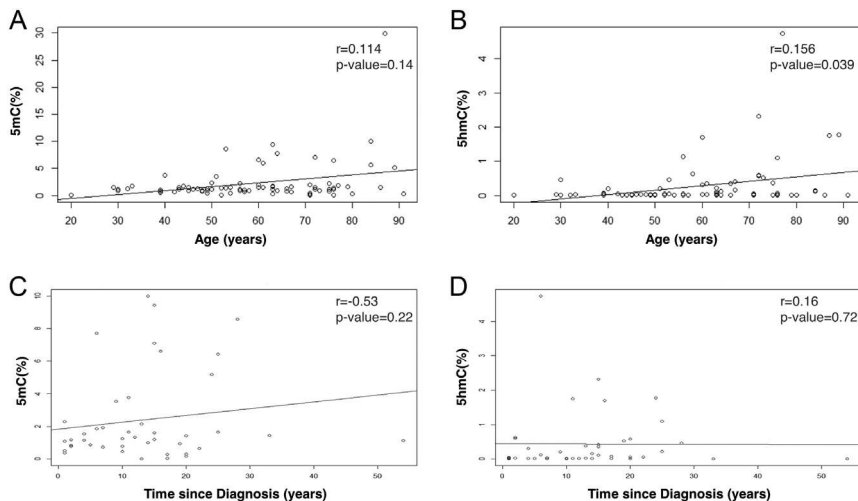 A
r=0.114
p-value=0.14
5mC(%)
30
25
20
15
10
5
0
20 30 40 50 60 70 80 90
Age (years)
B
r=0.156
p-value=0.039
5hmC(%)
4
2
0
20 30 40 50 60 70 80 90
Age (years)
C
r=-0.53
p-value=0.22
5mC(%)
10
8
6
4
2
0
0 10 20 30 40 50
Time since Diagnosis (years)
D
r=0.16
p-value=0.72
5hmC(%)
4
3
2
1
0
0 10 20 30 40 50
Time since Diagnosis (years)